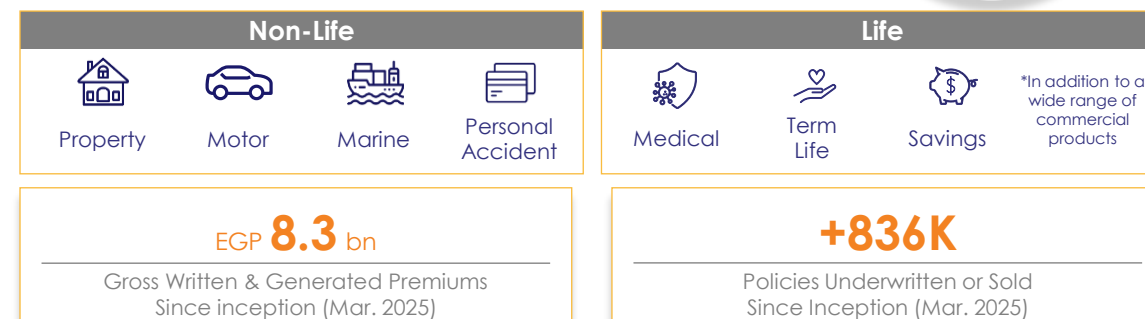 Non-Life
Property
Motor
Marine
Personal
Accident
Life
Medical
Term
Life
Savings
*In addition to a
wide range of
commercial
products
EGP 8.3 bn
Gross Written & Generated Premiums
Since inception (Mar. 2025)
+836K
Policies Underwritten or Sold
Since Inception (Mar. 2025)